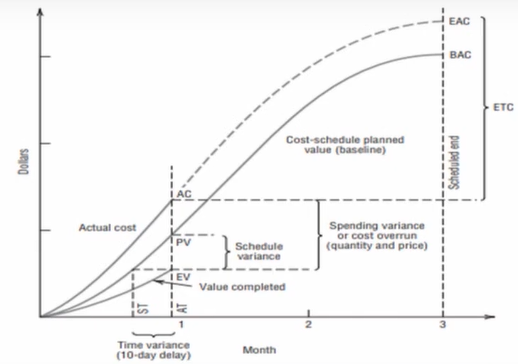 EAC
BAC
ETC
Cost-schedule planned
value (baseline)
Scheduled end
Dollars
AC
Actual cost
Spending variance
or cost overrun
(quantity and price)
PV
Schedule
variance
EV
Value completed
ST
AT
1
2
3
Time variance
(10-day delay)
Month